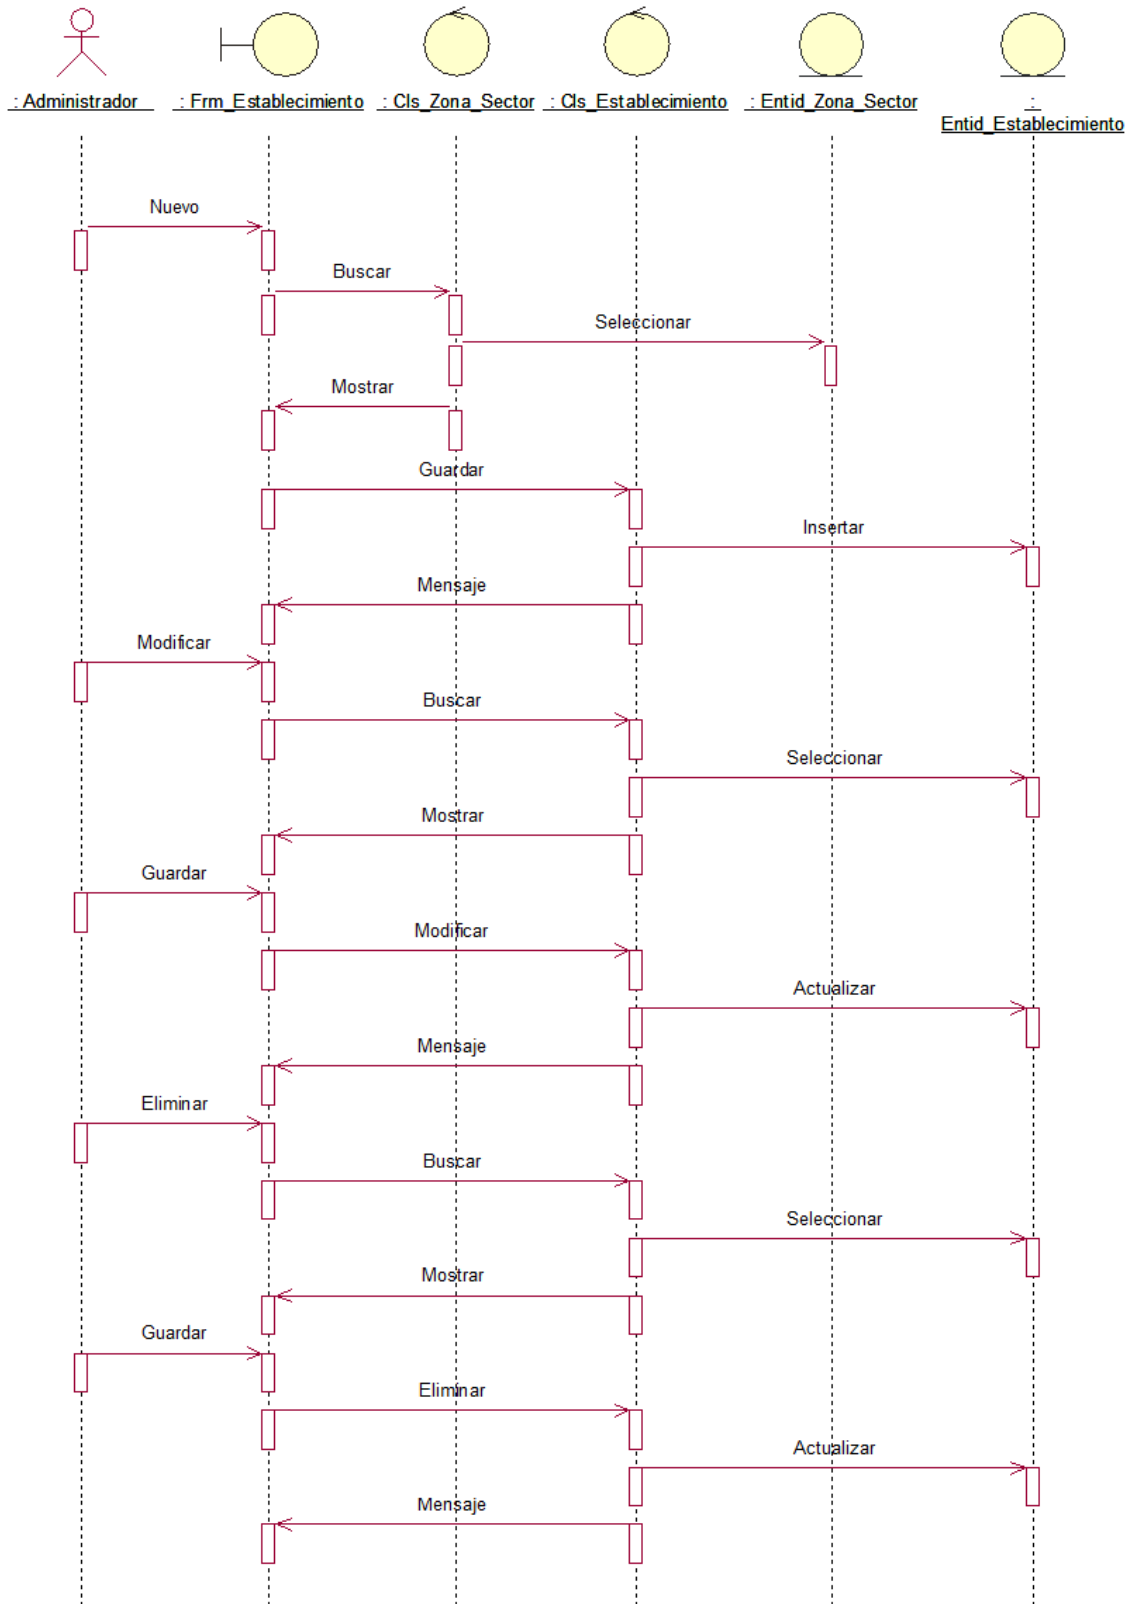 : Administrador
: Frm_Establecimiento
: Cls_Zona_Sector
: Cls_Establecimiento
: Entid_Zona_Sector
:
Entid_Establecimiento
Nuevo
Buscar
Seleccionar
Mostrar
Guardar
Insertar
Mensaje
Modificar
Buscar
Seleccionar
Mostrar
Guardar
Modificar
Actualizar
Mensaje
Eliminar
Buscar
Seleccionar
Mostrar
Guardar
Eliminar
Actualizar
Mensaje